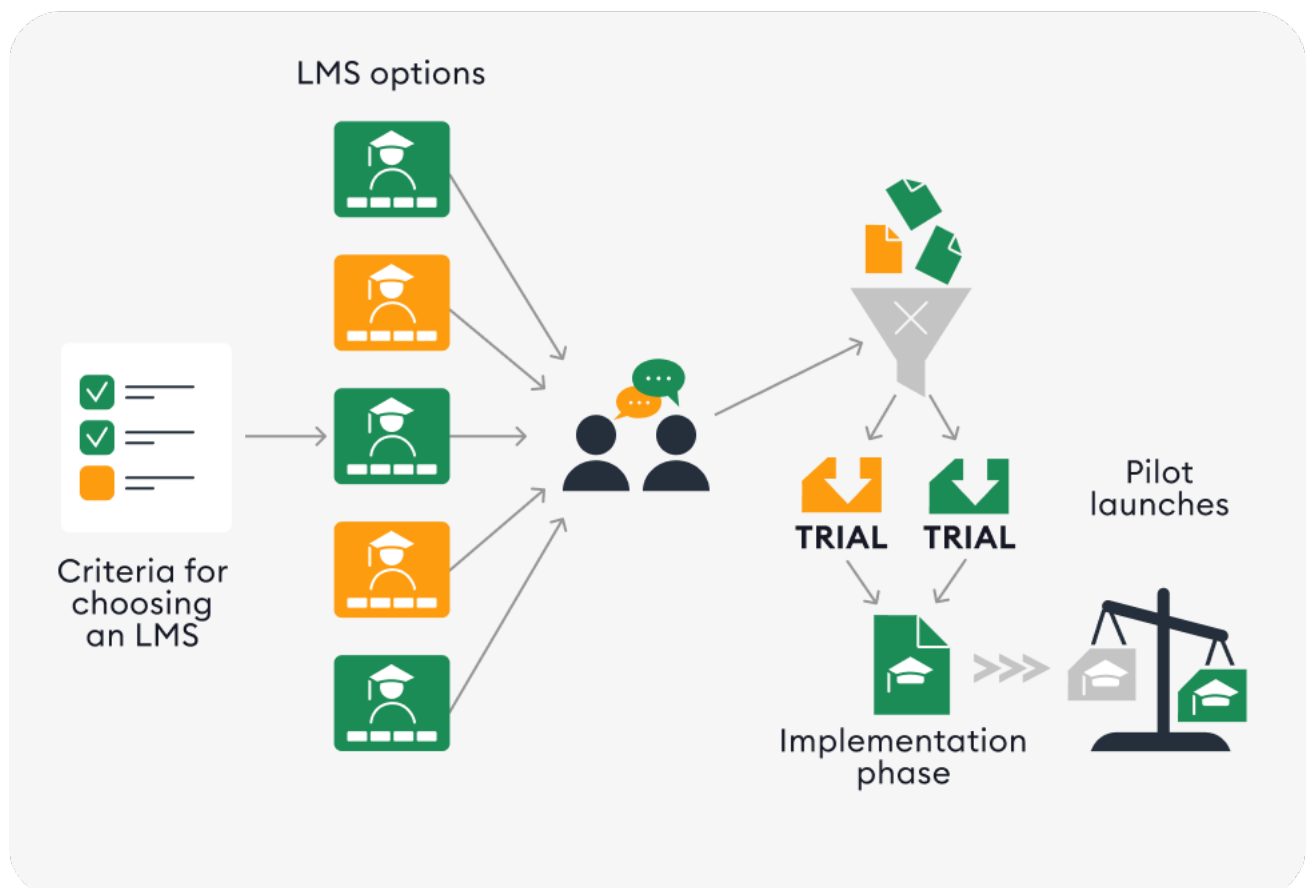 LMS options
Criteria for
choosing
an LMS
TRIAL
TRIAL
Pilot
launches
Implementation
phase